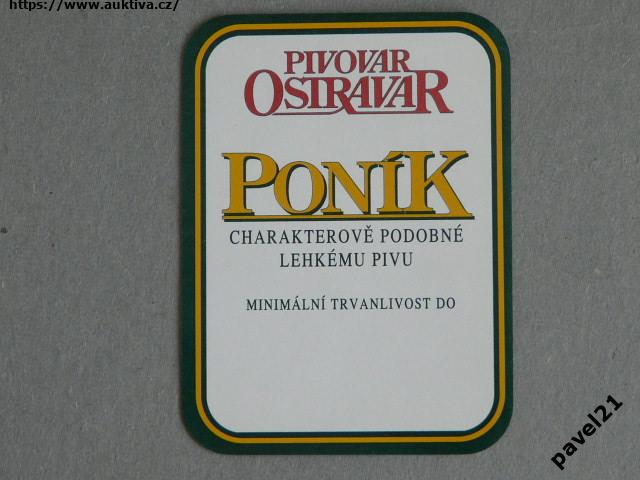 https://www.auktiva.cz/
PIVOVAR
OSTRAVAR
PONÍK
CHARAKTEROVĚ PODOBNÉ
LEHKÉMU PIVU
MINIMÁLNÍ TRVANLIVOST DO
pavel21